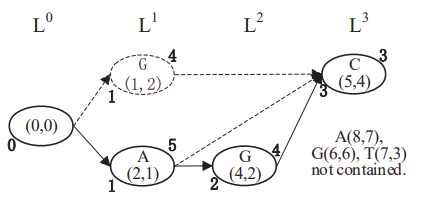 L⁰ L¹ L² L³
G 4
(1, 2)
1
C 3
(5,4)
3
(0,0)
0
A 5
(2,1)
1
G 4
(4,2)
2
A(8,7),
G(6,6), T(7,3)
not contained.